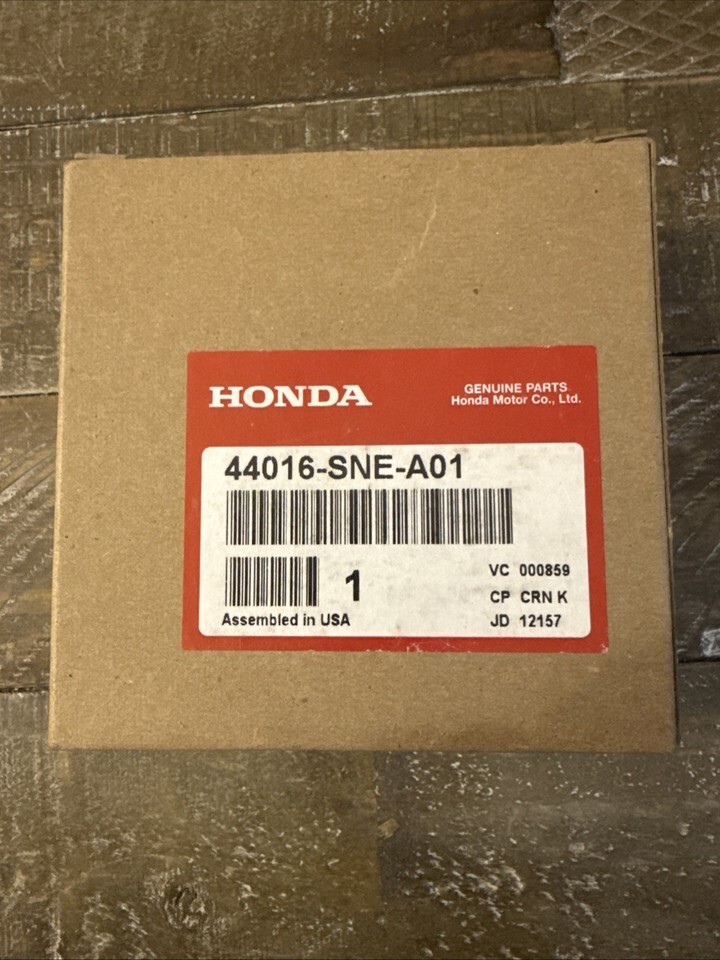 HONDA
GENUINE PARTS
Honda Motor Co., Ltd.
44016-SNE-A01
1
Assembled in USA
VC 000859
CP CRN K
JD 12157